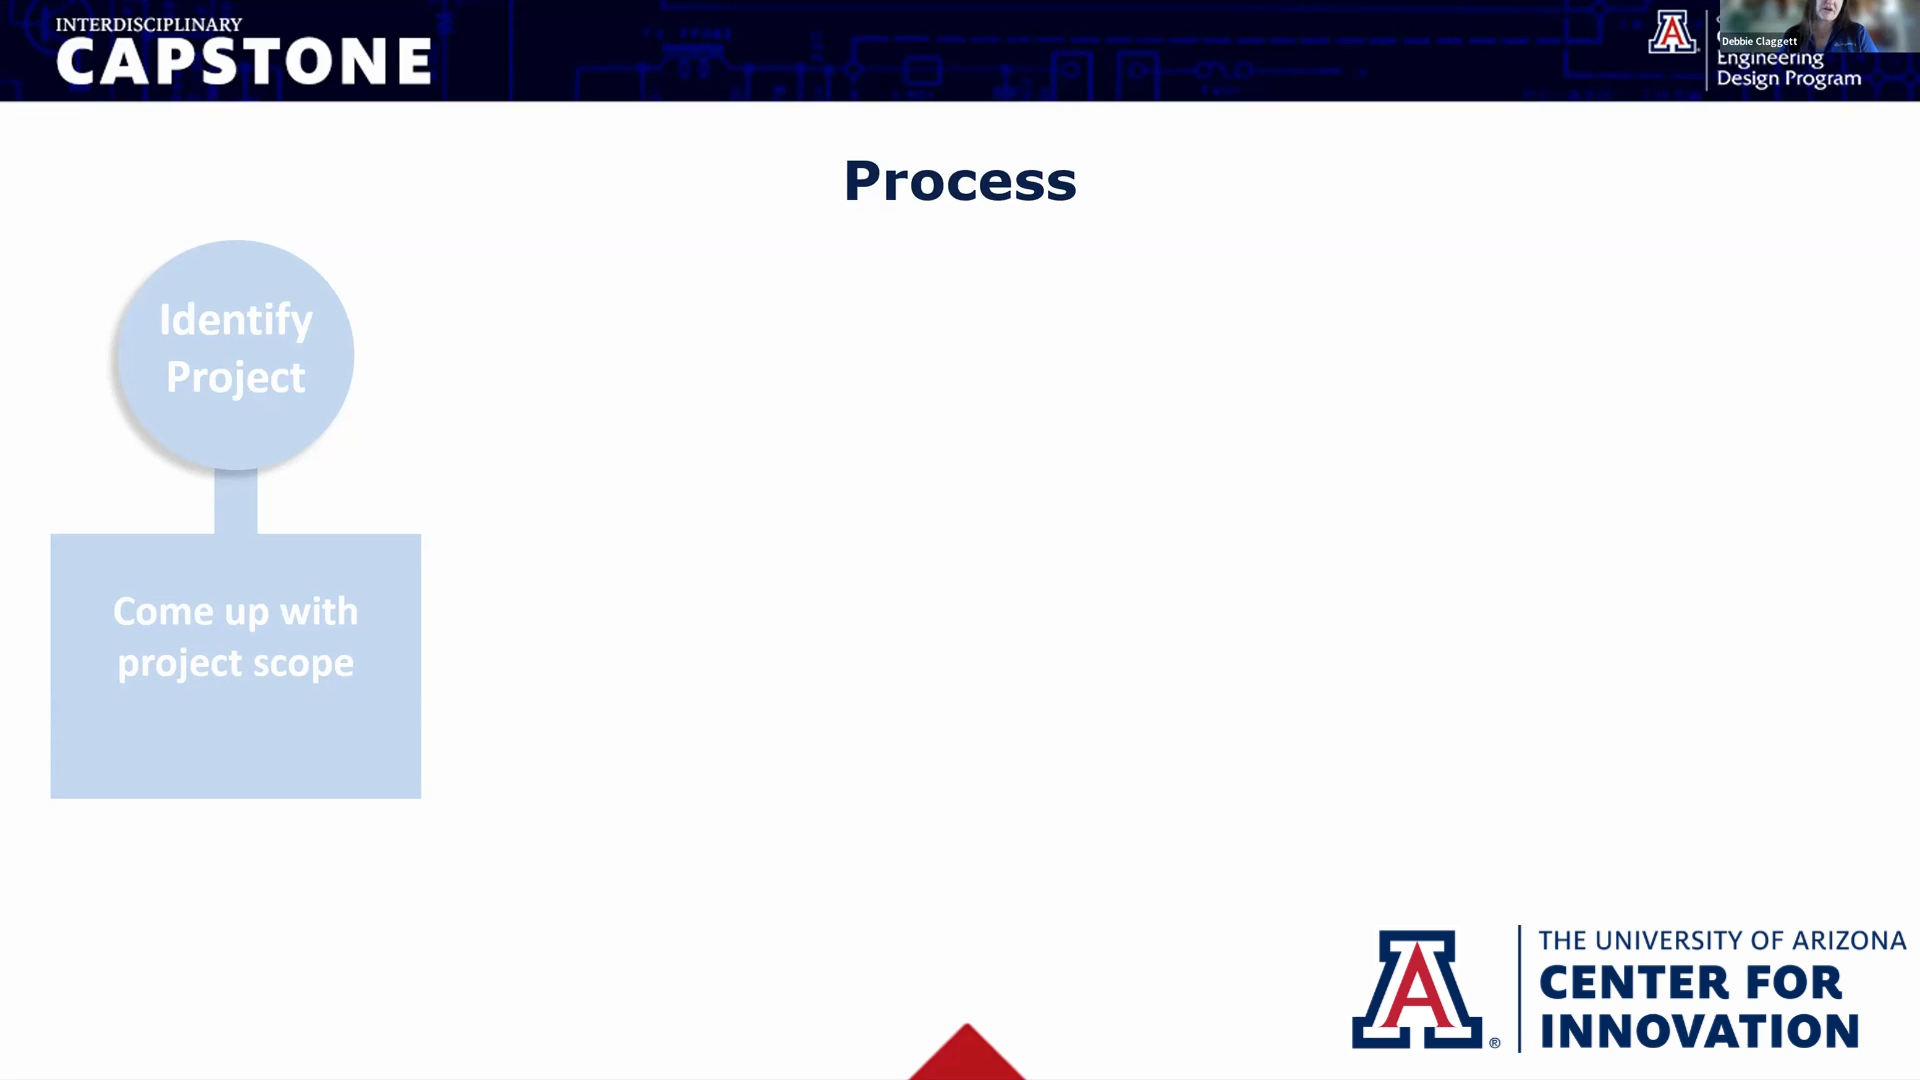 INTERDISCIPLINARY
CAPSTONE
A
Debbie Claggett
Engineering
Design Program
Process
Identify
Project
Come up with
project scope
A
®
THE UNIVERSITY OF ARIZONA
CENTER FOR
INNOVATION